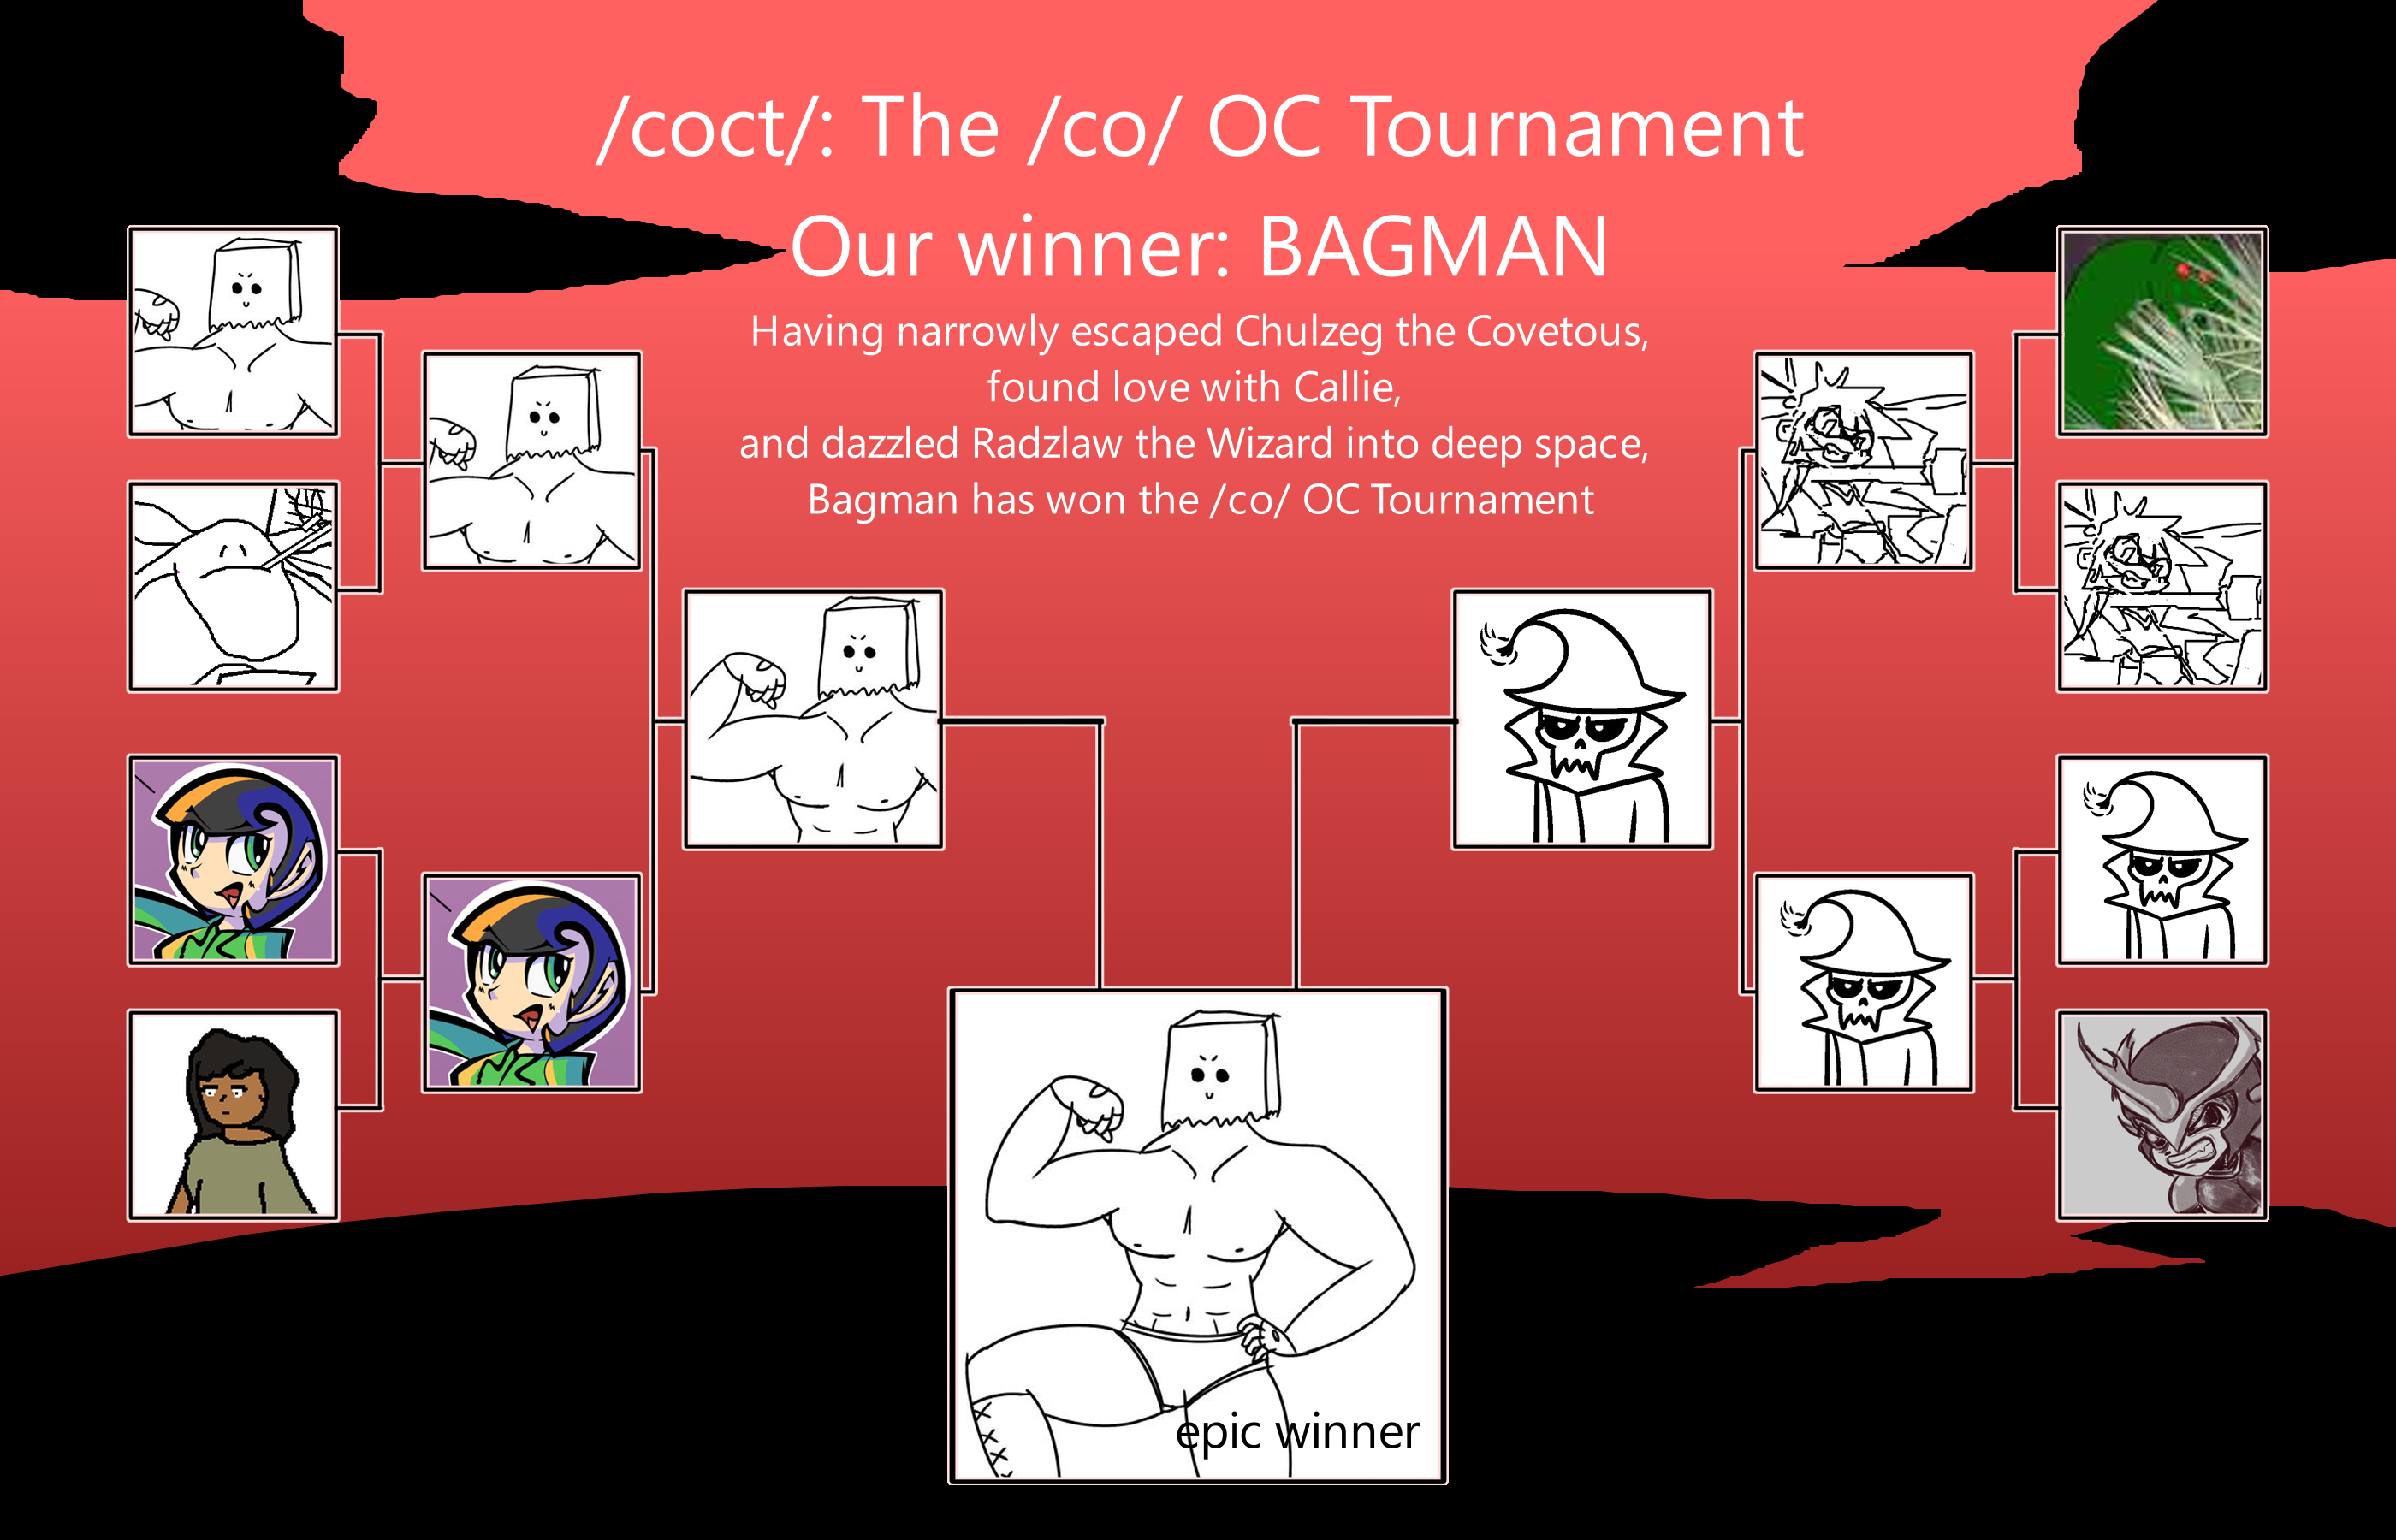 /coct/: The /co/ OC Tournament
Our winner: BAGMAN
Having narrowly escaped Chulzeg the Covetous,
found love with Callie,
and dazzled Radzlaw the Wizard into deep space,
Bagman has won the /co/ OC Tournament
epic winner